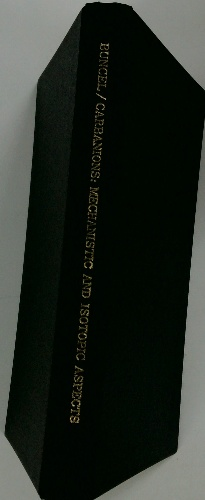 BUNCEL / CARBANIONS: MECHANISTIC AND ISOTOPIC ASPECTS